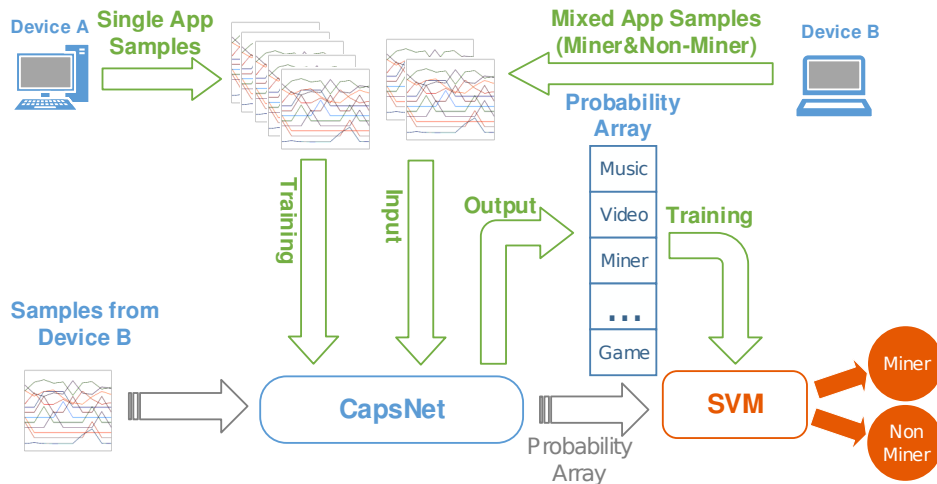 Device A
Single App
Samples
Mixed App Samples
(Miner&Non-Miner)
Device B
Probability
Array
Music
Video
Miner
...
Game
Training
Input
Output
Training
Samples from
Device B
CapsNet
Probability
Array
SVM
Miner
Non
Miner